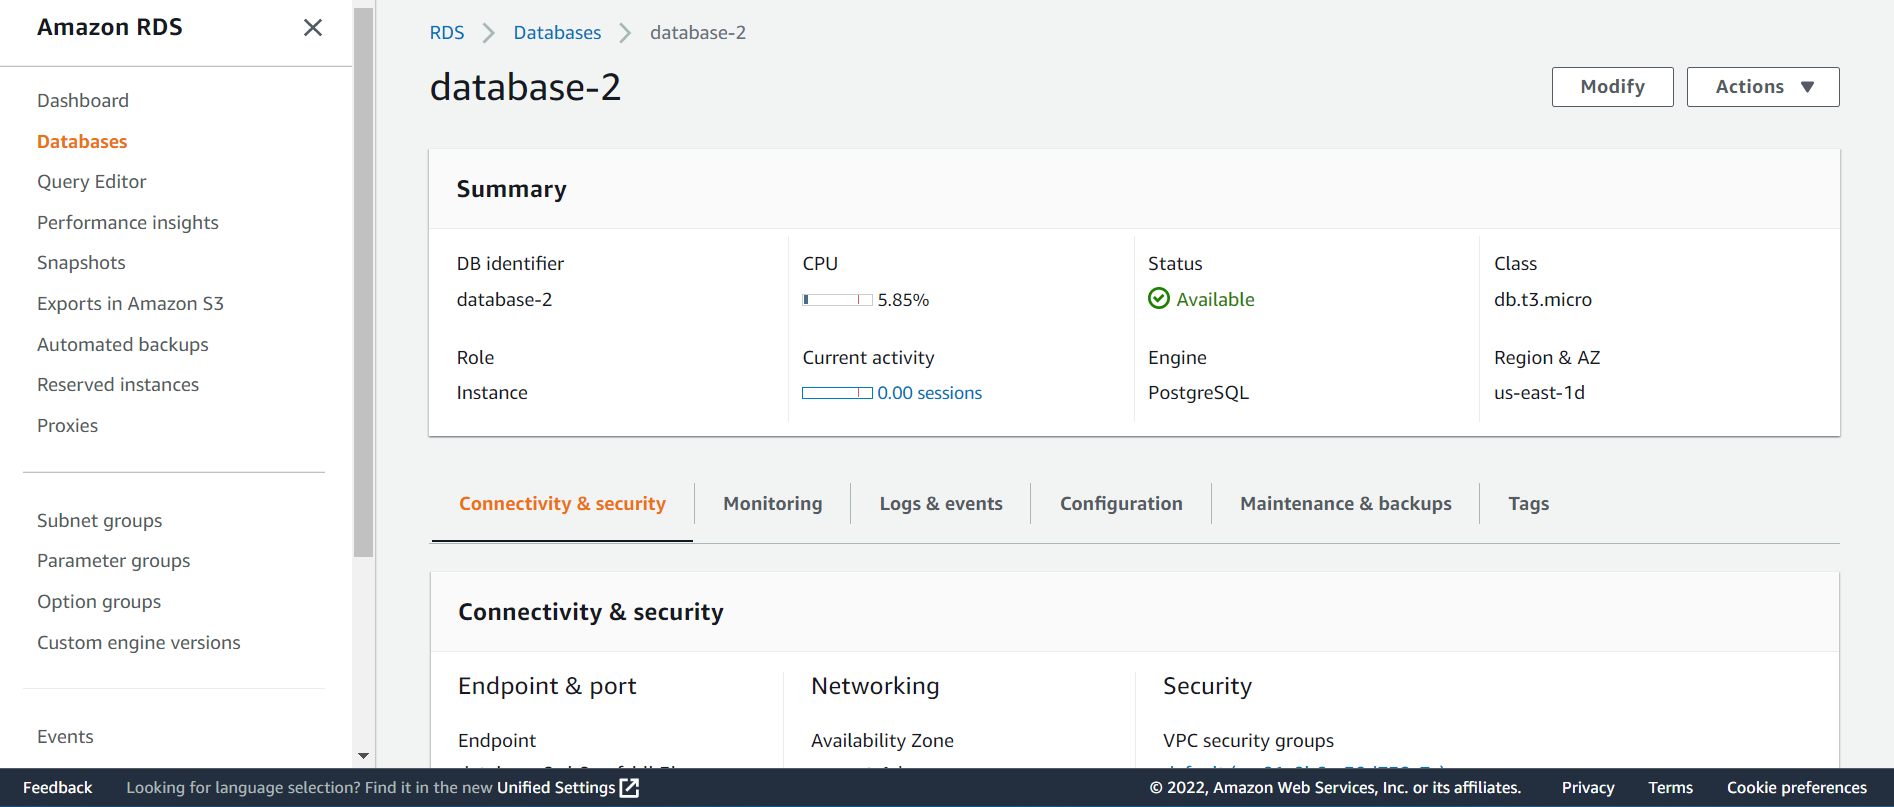 Amazon RDS
Dashboard
Databases
Query Editor
Performance insights
Snapshots
Exports in Amazon S3
Automated backups
Reserved instances
Proxies
Subnet groups
Parameter groups
Option groups
Custom engine versions
Events
RDS Databases database-2
database-2
Modify Actions
Summary
DB identifier CPU Status Class
database-2 5.85% Available db.t3.micro
Role Current activity Engine Region & AZ
Instance 0.00 sessions PostgreSQL us-east-1d
Connectivity & security Monitoring Logs & events Configuration Maintenance & backups Tags
Connectivity & security
Endpoint & port Networking Security
Endpoint Availability Zone VPC security groups
Feedback Looking for language selection? Find it in the new Unified Settings © 2022, Amazon Web Services, Inc. or its affiliates. Privacy Terms Cookie preferences